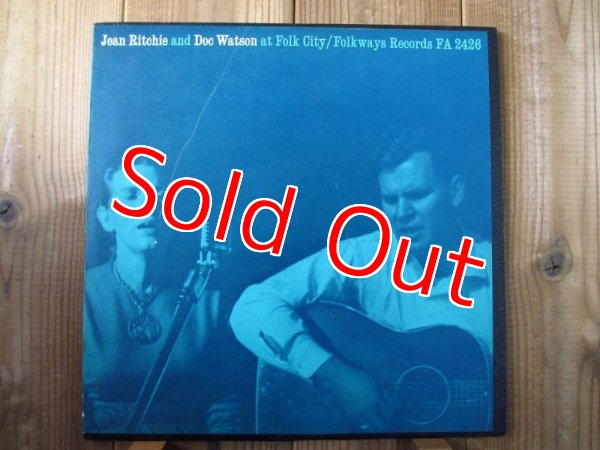 Jean Ritchie and Doc Watson at Folk City/Folkways Records FA 2426
Sold Out